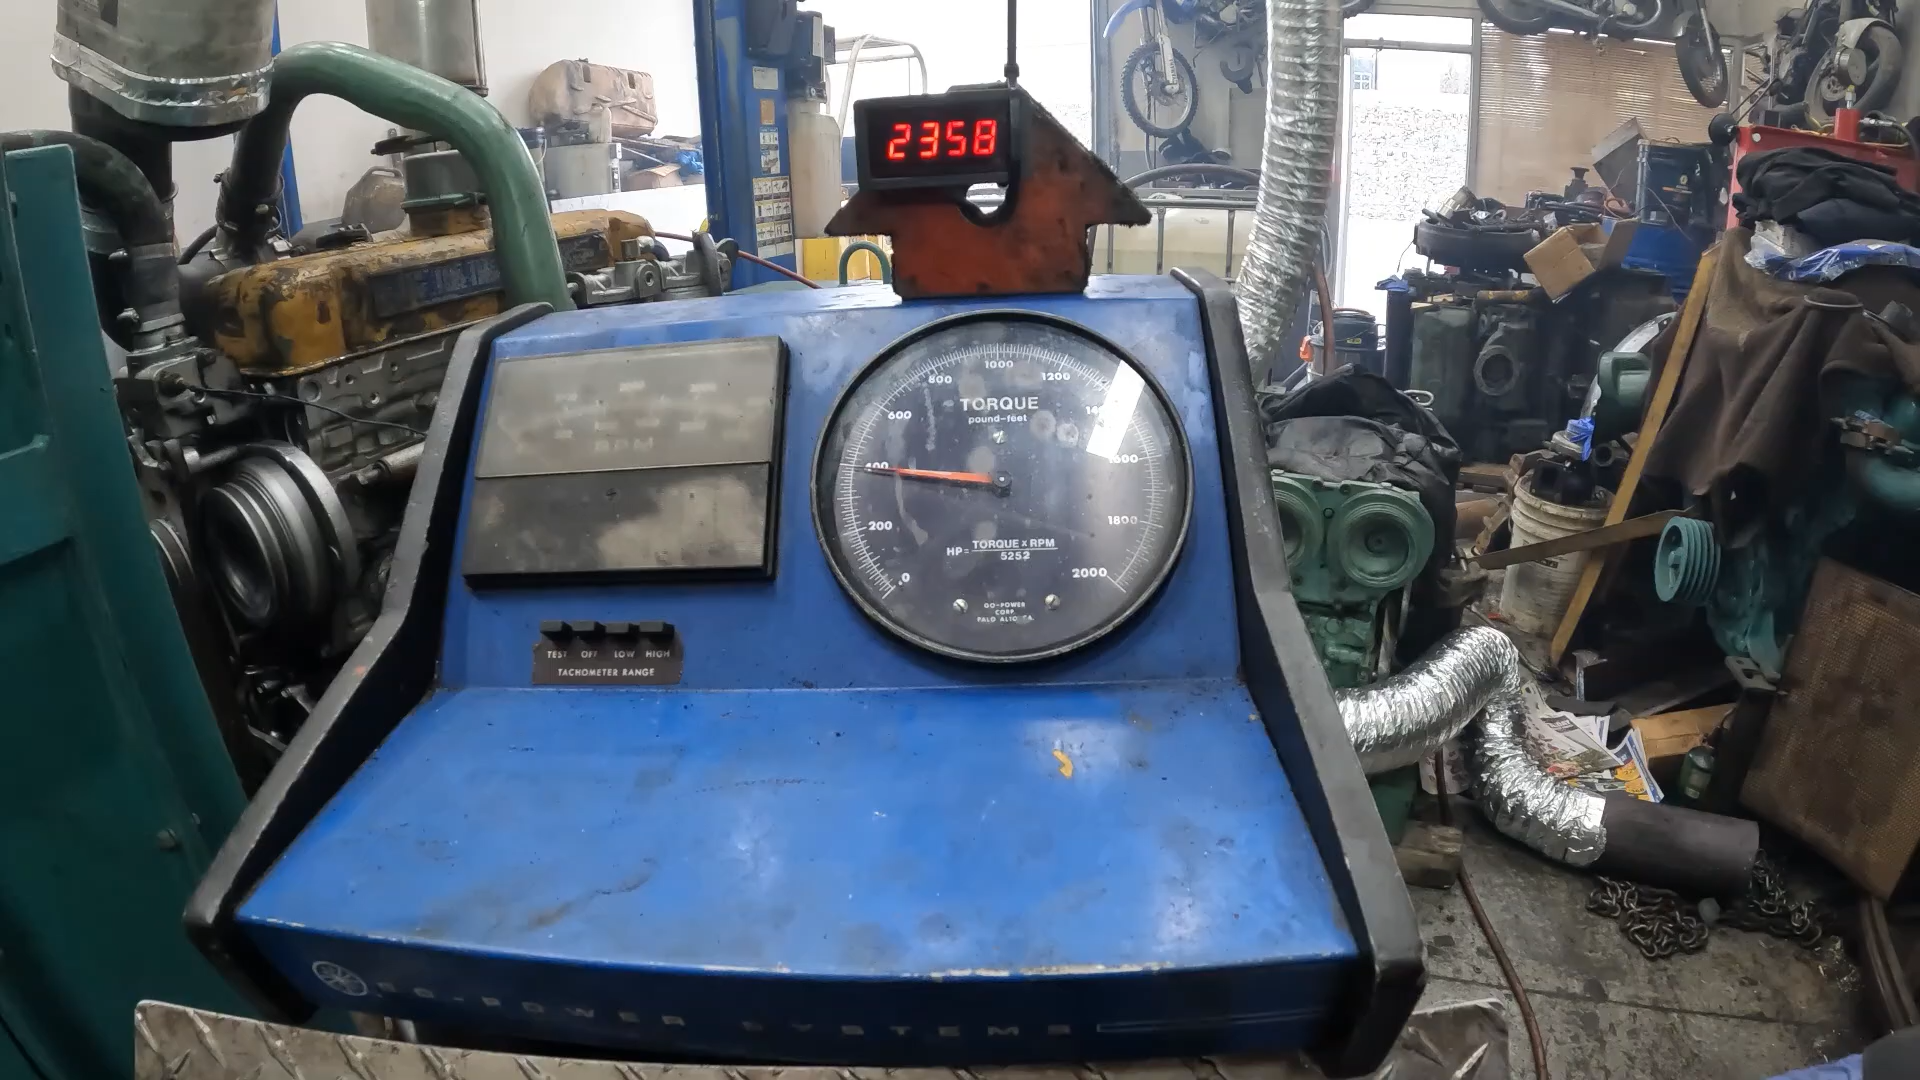 2358
1000
800
1200
600
TORQUE
pound-feet
400
1600
200
1800
HP = TORQUE x RPM
5252
0
2000
GO-POWER
CORP.
PALO ALTO CA.
TEST OFF LOW HIGH
TACHOMETER RANGE
GO-POWER SYSTEMS